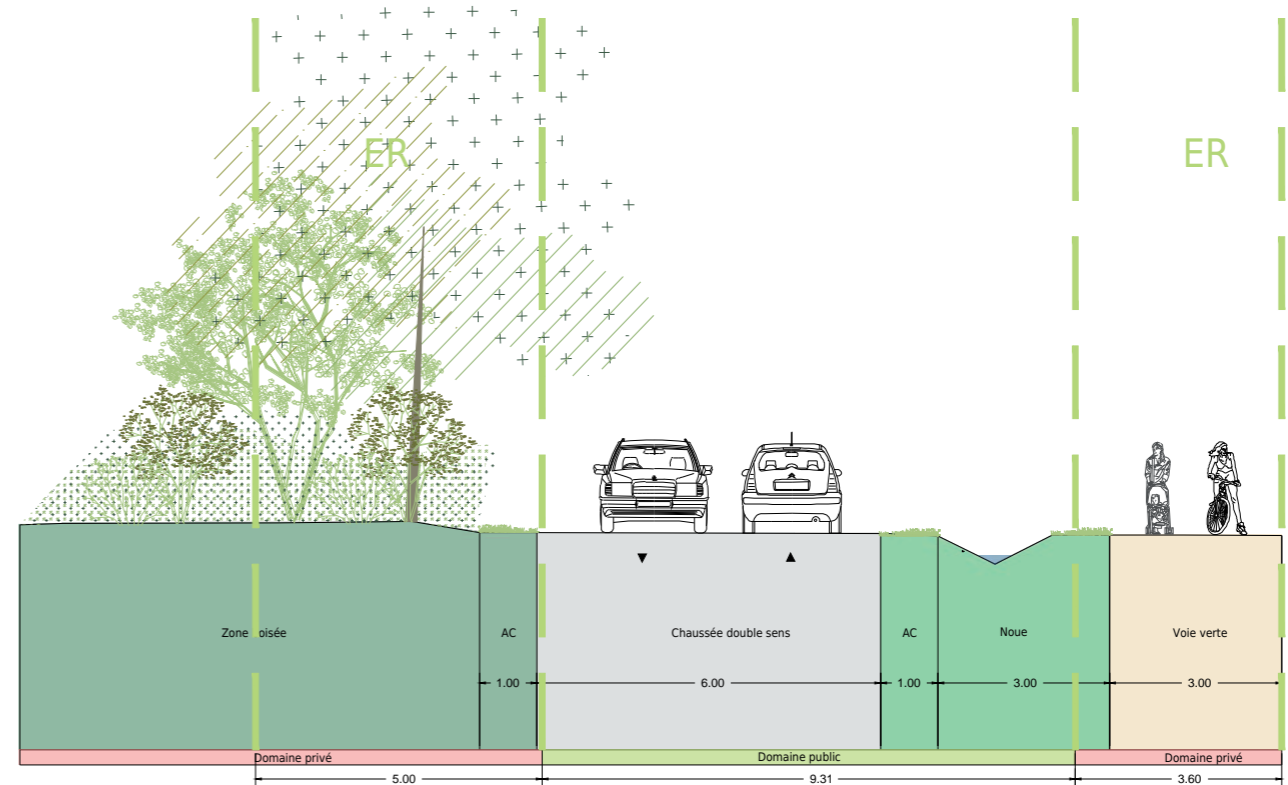 ER
ER
Zone boisée
AC
Chaussée double sens
AC
Noue
Voie verte
1.00
6.00
1.00
3.00
3.00
Domaine privé
Domaine public
Domaine privé
5.00
9.31
3.60